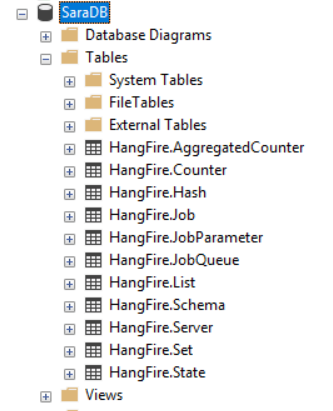 SaraDB
Database Diagrams
Tables
System Tables
FileTables
External Tables
HangFire.AggregatedCounter
HangFire.Counter
HangFire.Hash
HangFire.Job
HangFire.JobParameter
HangFire.JobQueue
HangFire.List
HangFire.Schema
HangFire.Server
HangFire.Set
HangFire.State
Views